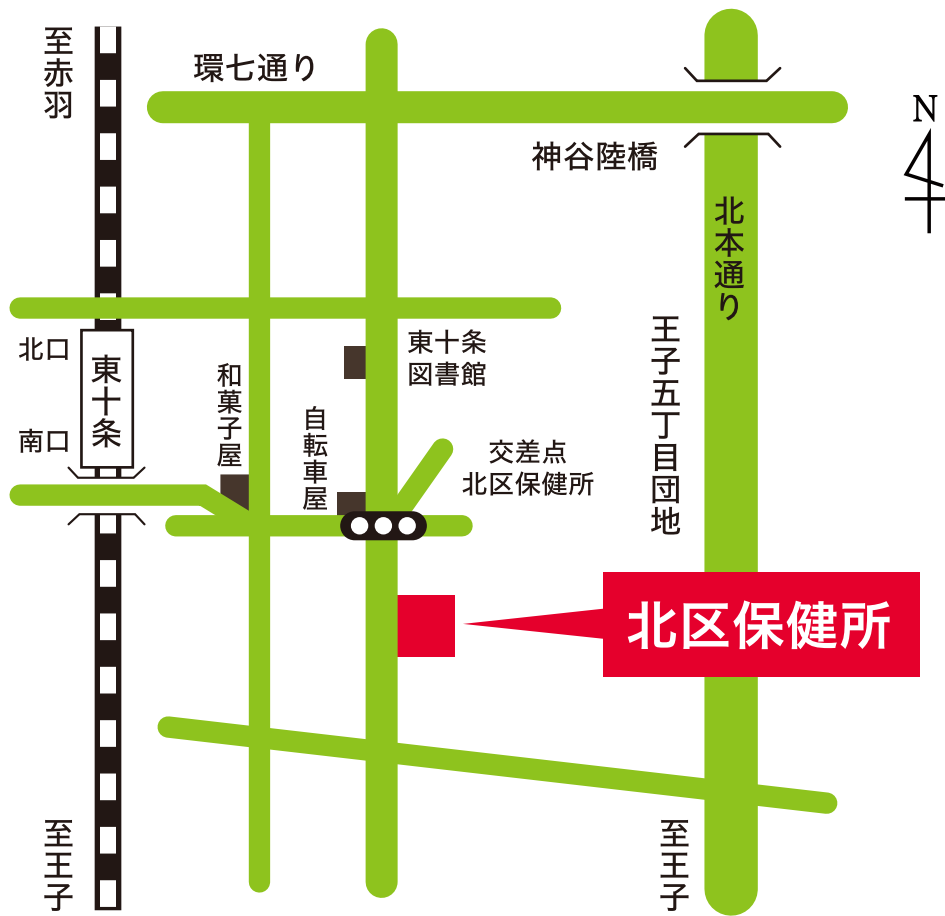 至赤羽
環七通り
N
神谷陸橋
北本通り
北口
東十条
南口
和菓子屋
自転車屋
東十条
図書館
王子五丁目団地
交差点
北区保健所
北区保健所
至王子
至王子